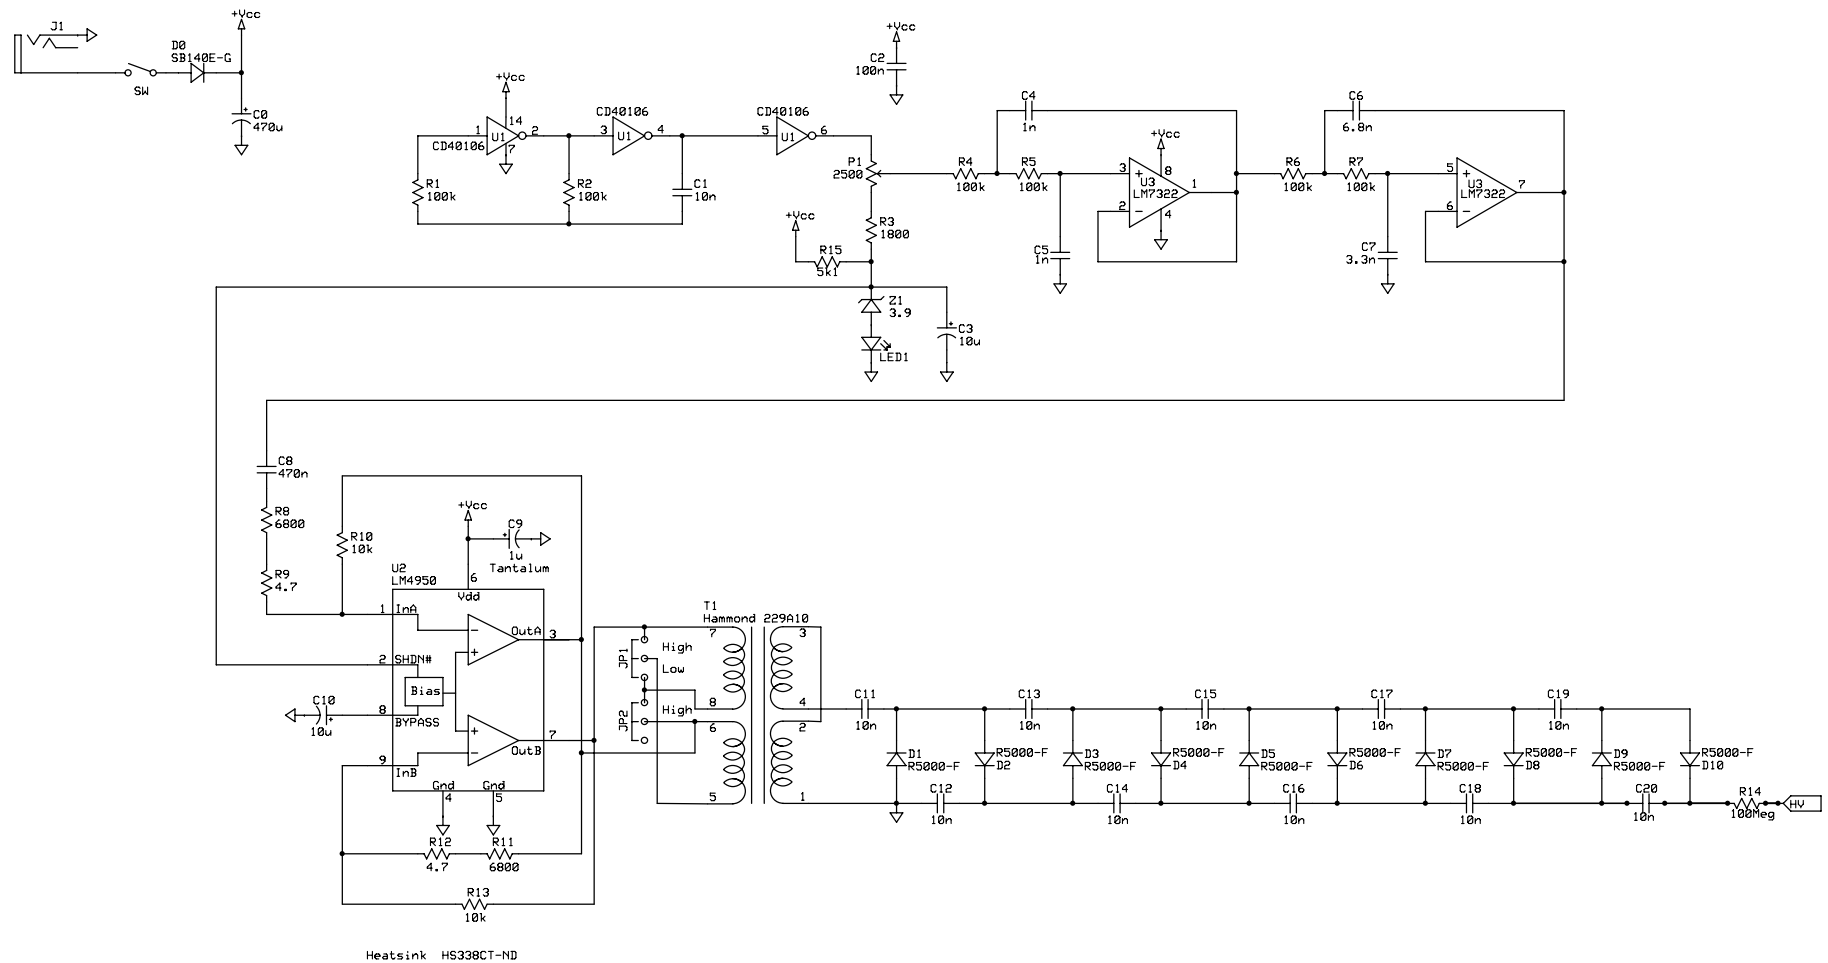 J1
SW
D0
SB140E-G
+Vcc
C0
470u
+Vcc
1
CD40106
U1
14
7
2
R1
100k
CD40106
3
U1
4
R2
100k
C1
10n
CD40106
5
U1
6
P1
2500
R3
1800
+Vcc
R15
5k1
Z1
3.9
LED1
C3
10u
+Vcc
C2
100n
C4
1n
R4
100k
R5
100k
C5
1n
+Vcc
3
8
U3
LM7322
1
2
4
C6
6.8n
R6
100k
R7
100k
C7
3.3n
5
U3
LM7322
7
6
C8
470n
R8
6800
R9
4.7
R10
10k
+Vcc
C9
1u
Tantalum
U2
LM4950
6
Vdd
1
InA
OutA
3
2
SHDN#
Bias
C10
10u
8
BYPASS
OutB
7
9
InB
Gnd
4
Gnd
5
R12
4.7
R11
6800
R13
10k
T1
Hammond 229A10
7
3
JP1
High
Low
8
4
JP2
High
6
2
5
1
C11
10n
C13
10n
C15
10n
C17
10n
C19
10n
D1
R5000-F
R5000-F
D2
D3
R5000-F
R5000-F
D4
D5
R5000-F
R5000-F
D6
D7
R5000-F
R5000-F
D8
D9
R5000-F
R5000-F
D10
C12
10n
C14
10n
C16
10n
C18
10n
C20
10n
R14
100Meg
HV
Heatsink HS338CT-ND